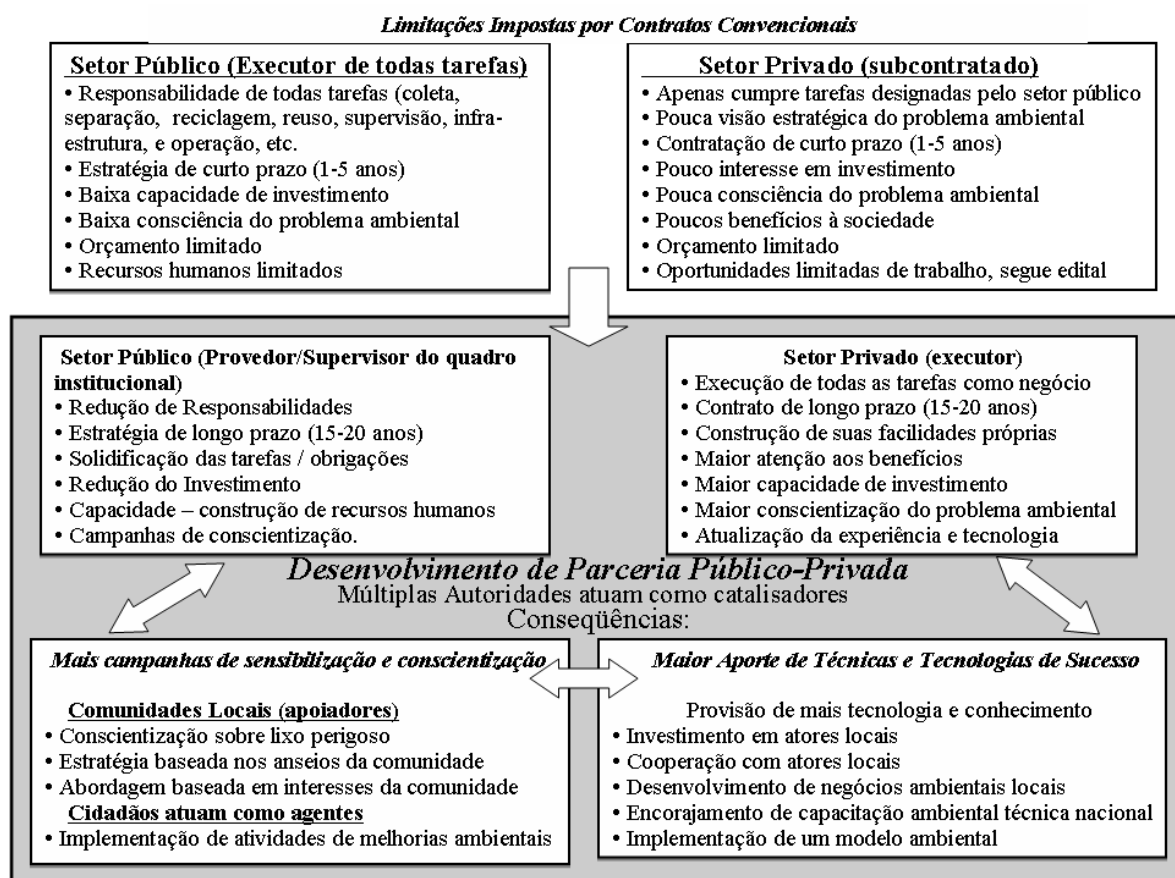 Limitações Impostas por Contratos Convencionais
Setor Público (Executor de todas tarefas)
• Responsabilidade de todas tarefas (coleta,
separação, reciclagem, reuso, supervisão, infra-
estrutura, e operação, etc.
• Estratégia de curto prazo (1-5 anos)
• Baixa capacidade de investimento
• Baixa consciência do problema ambiental
• Orçamento limitado
• Recursos humanos limitados
Setor Privado (subcontratado)
• Apenas cumpre tarefas designadas pelo setor público
• Pouca visão estratégica do problema ambiental
• Contratação de curto prazo (1-5 anos)
• Pouco interesse em investimento
• Pouca consciência do problema ambiental
• Poucos benefícios à sociedade
• Orçamento limitado
• Oportunidades limitadas de trabalho, segue edital
Setor Público (Provedor/Supervisor do quadro
institucional)
• Redução de Responsabilidades
• Estratégia de longo prazo (15-20 anos)
• Solidificação das tarefas / obrigações
• Redução do Investimento
• Capacidade – construção de recursos humanos
• Campanhas de conscientização.
Setor Privado (executor)
• Execução de todas as tarefas como negócio
• Contrato de longo prazo (15-20 anos)
• Construção de suas facilidades próprias
• Maior atenção aos benefícios
• Maior capacidade de investimento
• Maior conscientização do problema ambiental
• Atualização da experiência e tecnologia
Desenvolvimento de Parceria Público-Privada
Múltiplas Autoridades atuam como catalisadores
Conseqüências:
Mais campanhas de sensibilização e conscientização
Comunidades Locais (apoiadores)
• Conscientização sobre lixo perigoso
• Estratégia baseada nos anseios da comunidade
• Abordagem baseada em interesses da comunidade
Cidadãos atuam como agentes
• Implementação de atividades de melhorias ambientais
Maior Aporte de Técnicas e Tecnologias de Sucesso
Provisão de mais tecnologia e conhecimento
• Investimento em atores locais
• Cooperação com atores locais
• Desenvolvimento de negócios ambientais locais
• Encorajamento de capacitação ambiental técnica nacional
• Implementação de um modelo ambiental